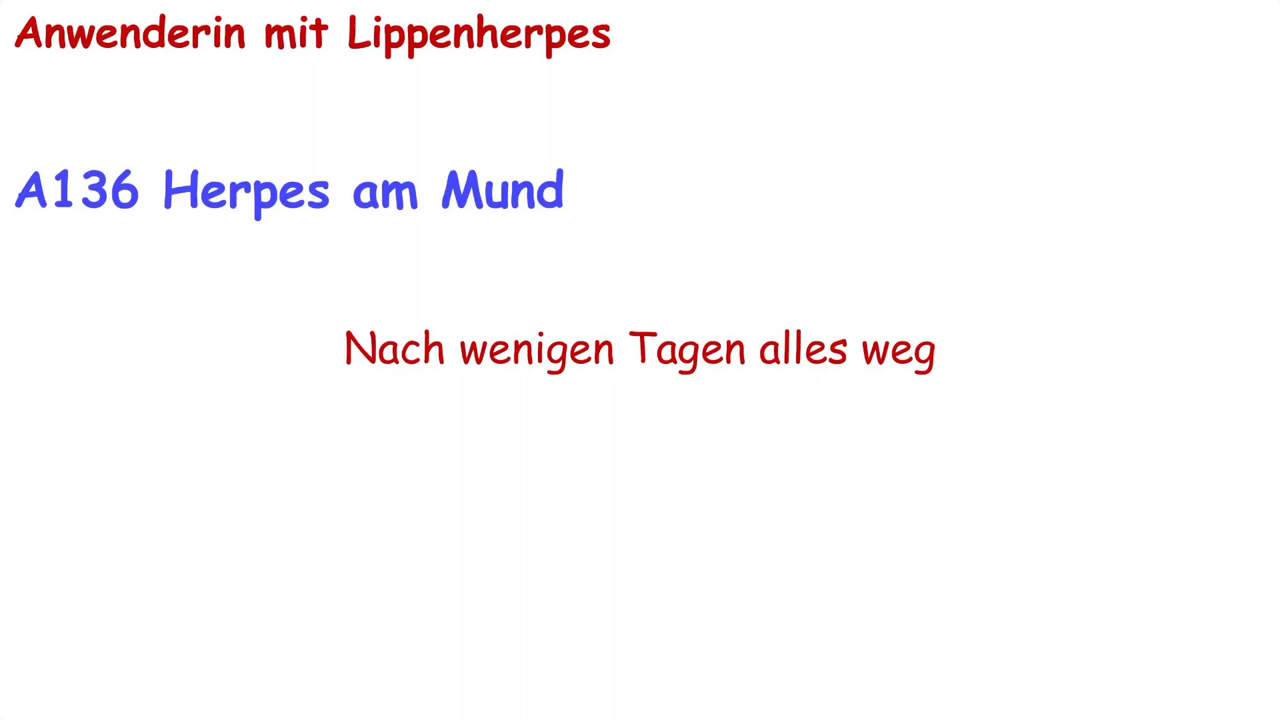 Anwenderin mit Lippenherpes
A136 Herpes am Mund
Nach wenigen Tagen alles weg